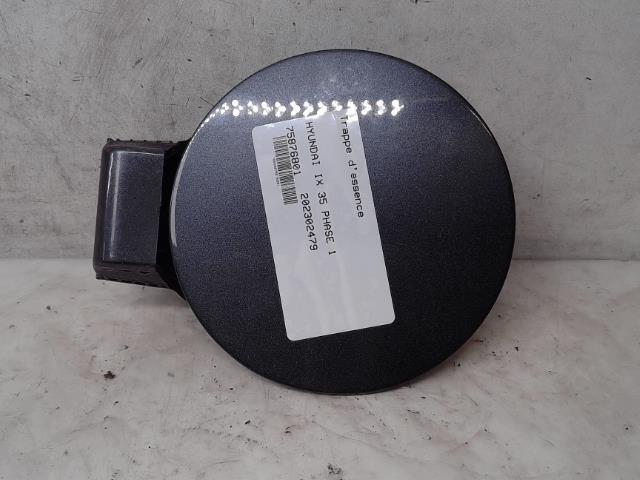 Trappe d'essence
HYUNDAI IX 35 PHASE 1
75876801 202302479